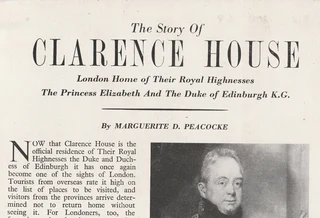 The Story Of
CLARENCE HOUSE
London Home of Their Royal Highnesses
The Princess Elizabeth And The Duke of Edinburgh K.G.
By MARGUERITE D. PEACOCKE
NOW that Clarence House is the
official residence of Their Royal
Highnesses the Duke and Duch-
ess of Edinburgh it has once again
become one of the sights of London.
Tourists from overseas rate it high on
the list of places to be visited, and
visitors from the provinces arrive deter-
mined not to return home without
seeing it. For Londoners, too, the